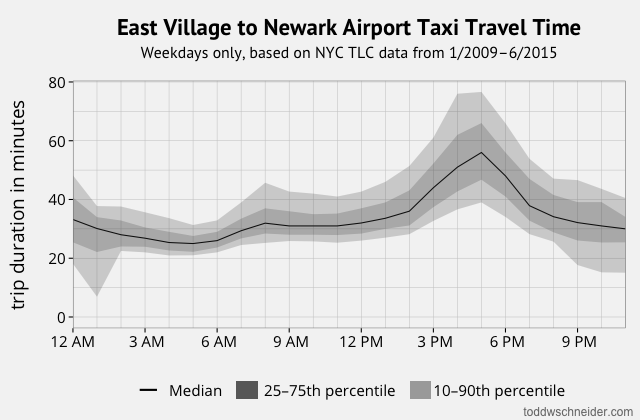 East Village to Newark Airport Taxi Travel Time
Weekdays only, based on NYC TLC data from 1/2009–6/2015
trip duration in minutes
80
60
40
20
0
12 AM 3 AM 6 AM 9 AM 12 PM 3 PM 6 PM 9 PM
Median 25–75th percentile 10–90th percentile
toddwschneider.com